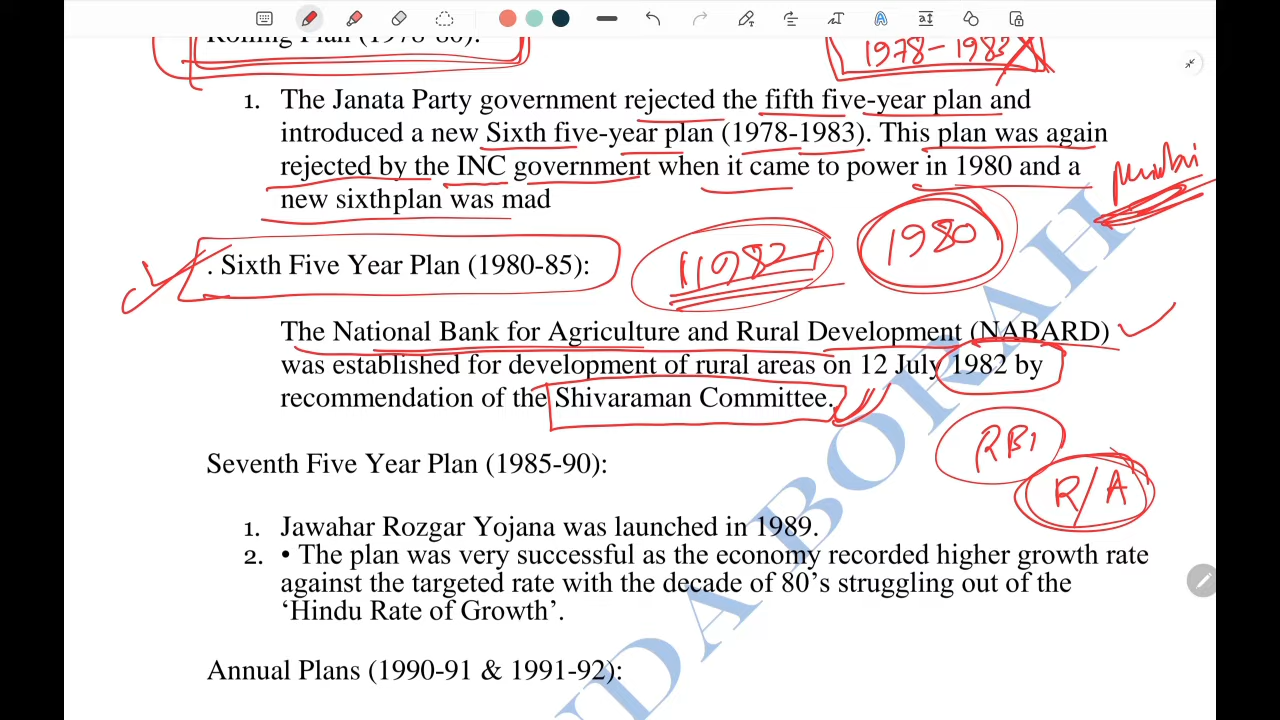 Rolling Plan (1978-80):
1978-1983
1. The Janata Party government rejected the fifth five-year plan and
introduced a new Sixth five-year plan (1978-1983). This plan was again
rejected by the INC government when it came to power in 1980 and a
new sixthplan was mad
Mumbai
. Sixth Five Year Plan (1980-85):
1982
1980
The National Bank for Agriculture and Rural Development (NABARD)
was established for development of rural areas on 12 July 1982 by
recommendation of the Shivaraman Committee.
RBI
R/A
Seventh Five Year Plan (1985-90):
1. Jawahar Rozgar Yojana was launched in 1989.
2. • The plan was very successful as the economy recorded higher growth rate
against the targeted rate with the decade of 80’s struggling out of the
‘Hindu Rate of Growth’.
Annual Plans (1990-91 & 1991-92):
DA BORAH